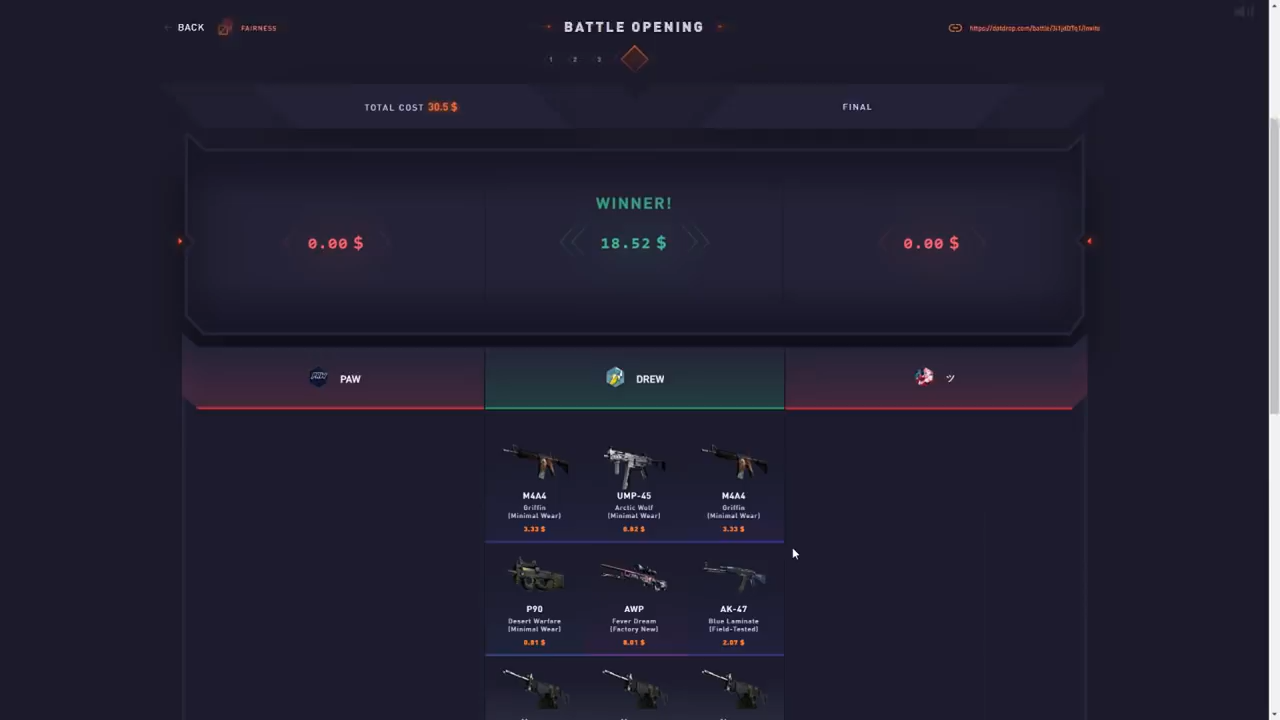 BACK
FAIRNESS
BATTLE OPENING
1 2 3
TOTAL COST 30.5 $
FINAL
WINNER!
0.00 $
18.52 $
0.00 $
PAW
DREW
ツ
M4A4
Griffin
(Minimal Wear)
3.33 $
UMP-45
Arctic Wolf
(Minimal Wear)
M4A4
Griffin
(Minimal Wear)
3.33 $
P90
Desert Warfare
(Minimal Wear)
AWP
Fever Dream
(Factory New)
AK-47
Blue Laminate
(Field-Tested)